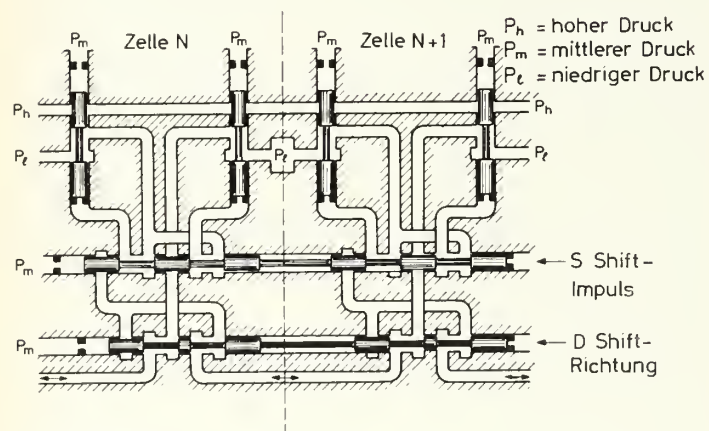 Pm Zelle N Pm Zelle N+1 Pm
Ph = hoher Druck
Pm = mittlerer Druck
Pℓ = niedriger Druck
Ph Ph
Pℓ Pℓ Pℓ
Pm S Shift-
Impuls
Pm D Shift-
Richtung